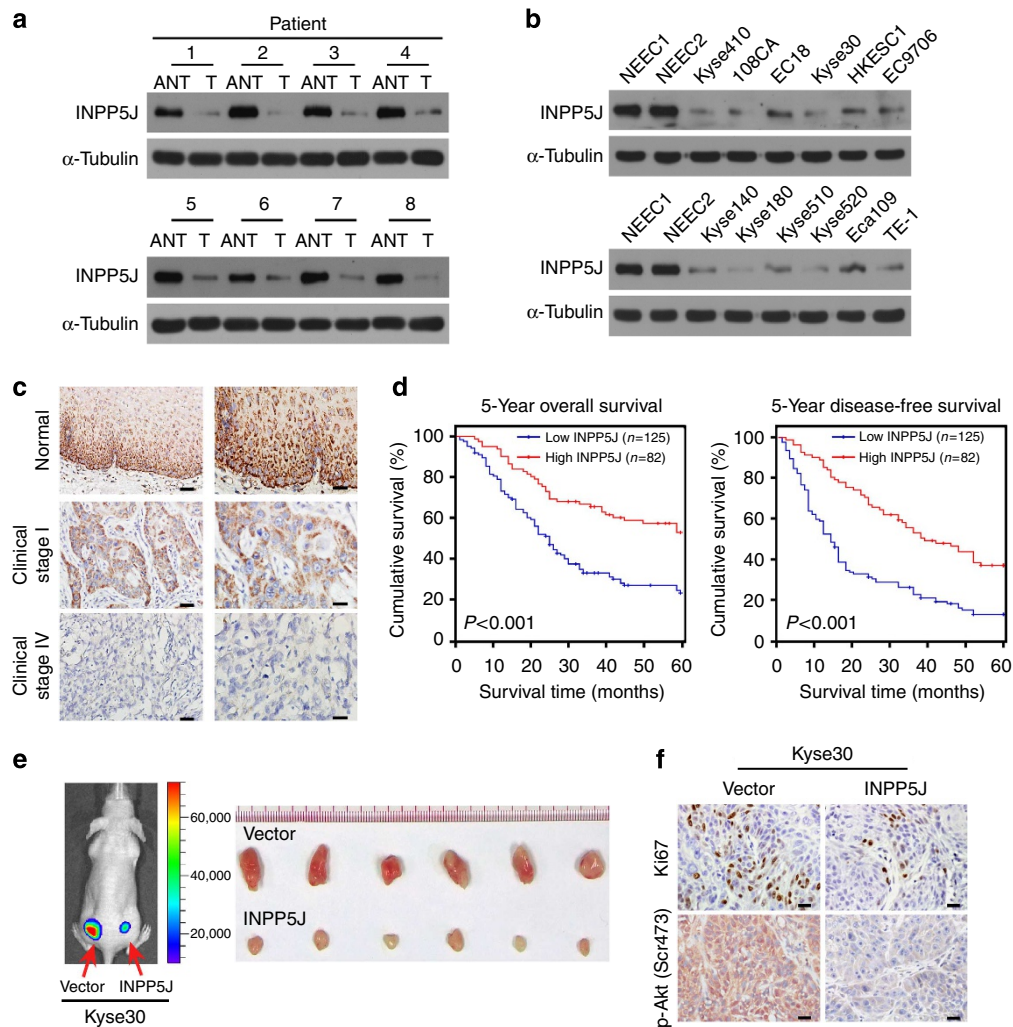 a
Patient
1 2 3 4
ANT T ANT T ANT T ANT T
INPP5J
α-Tubulin
5 6 7 8
ANT T ANT T ANT T ANT T
INPP5J
α-Tubulin
b
NEEC1 NEEC2 Kyse410 108CA EC18 Kyse30 HKESC1 EC9706
INPP5J
α-Tubulin
NEEC1 NEEC2 Kyse140 Kyse180 Kyse510 Kyse520 Eca109 TE-1
INPP5J
α-Tubulin
c
Normal
Clinical
stage I
Clinical
stage IV
d
5-Year overall survival
Cumulative survival (%)
100
80
60
40
20
0
Low INPP5J (n=125)
High INPP5J (n=82)
P<0.001
0 10 20 30 40 50 60
Survival time (months)
5-Year disease-free survival
Cumulative survival (%)
100
80
60
40
20
0
Low INPP5J (n=125)
High INPP5J (n=82)
P<0.001
0 10 20 30 40 50 60
Survival time (months)
e
60,000
40,000
20,000
Vector INPP5J
Kyse30
Vector
INPP5J
f
Kyse30
Vector INPP5J
Ki67
p-Akt (Scr473)